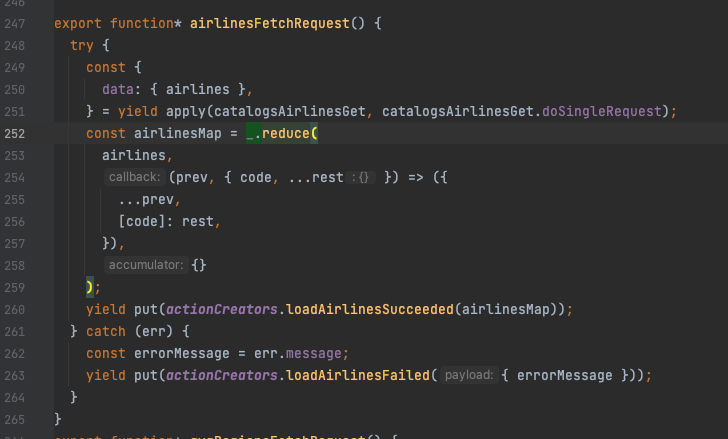 246
247 export function* airlinesFetchRequest() {
248 try {
249 const {
250 data: { airlines },
251 } = yield apply(catalogsAirlinesGet, catalogsAirlinesGet.doSingleRequest);
252 const airlinesMap = _.reduce(
253 airlines,
254 callback: (prev, { code, ...rest : {} }) => ({
255 ...prev,
256 [code]: rest,
257 }),
258 accumulator: {}
259 );
260 yield put(actionCreators.loadAirlinesSucceeded(airlinesMap));
261 } catch (err) {
262 const errorMessage = err.message;
263 yield put(actionCreators.loadAirlinesFailed( payload: { errorMessage }));
264 }
265 }